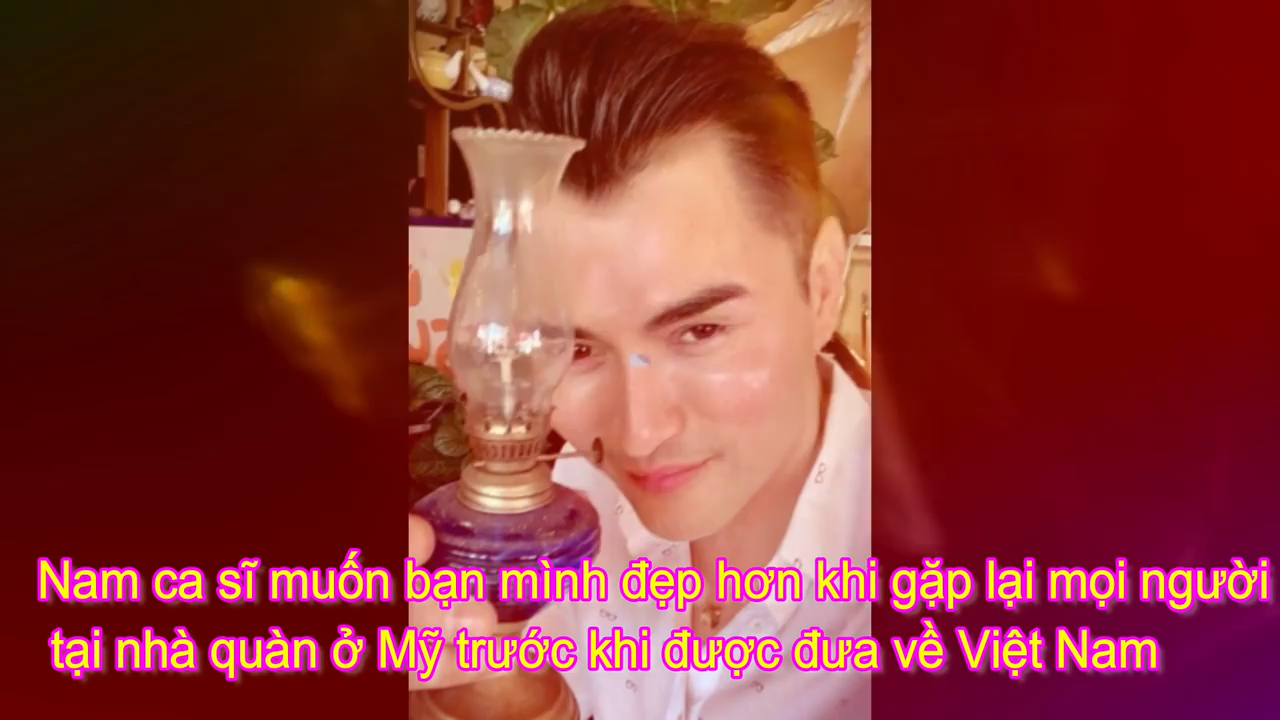 Nam ca sĩ muốn bạn mình đẹp hơn khi gặp lại mọi người
tại nhà quàn ở Mỹ trước khi được đưa về Việt Nam